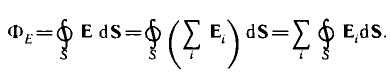 Φ_E = ∮_S E dS = ∮_S (∑_i E_i) dS = ∑_i ∮_S E_i dS.